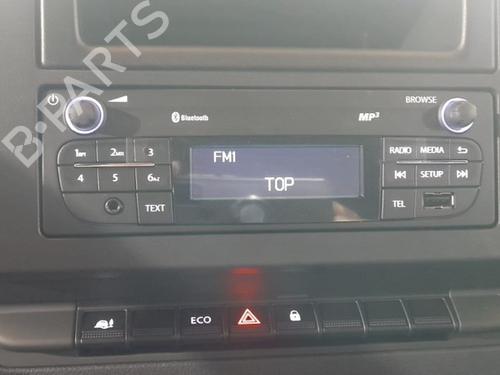 BROWSE
Bluetooth
MP3
1 2 3
FM1
RADIO MEDIA
4 5 6
TOP
SETUP
TEXT
TEL
ECO
B-PARTS